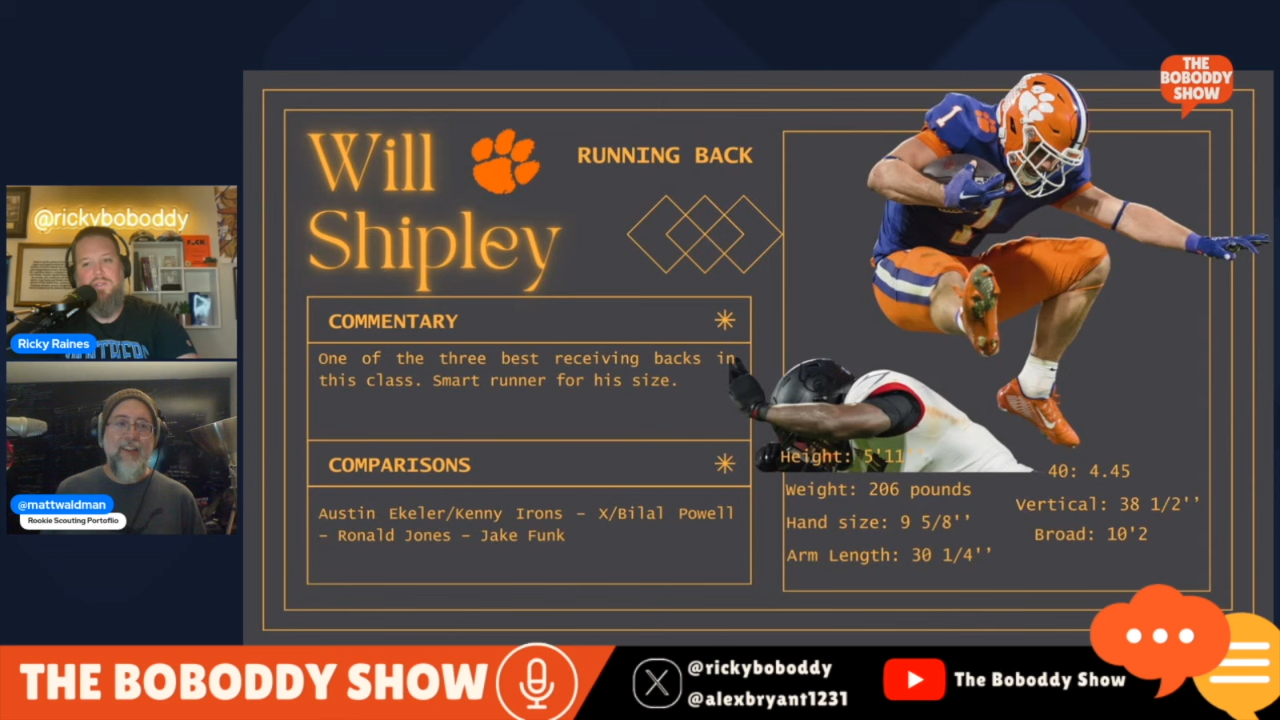 THE
BOBODDY
SHOW
Will
Shipley
RUNNING BACK
1
@rickyboboddy
Ricky Raines
COMMENTARY
One of the three best receiving backs in
this class. Smart runner for his size.
COMPARISONS
Austin Ekeler/Kenny Irons - X/Bilal Powell
- Ronald Jones - Jake Funk
Height: 5'11''
Weight: 206 pounds
Hand size: 9 5/8''
Arm Length: 30 1/4''
40: 4.45
Vertical: 38 1/2''
Broad: 10'2
@mattwaldman
Rookie Scouting Portoflio
THE BOBODDY SHOW
@rickyboboddy
@alexbryant1231
The Boboddy Show